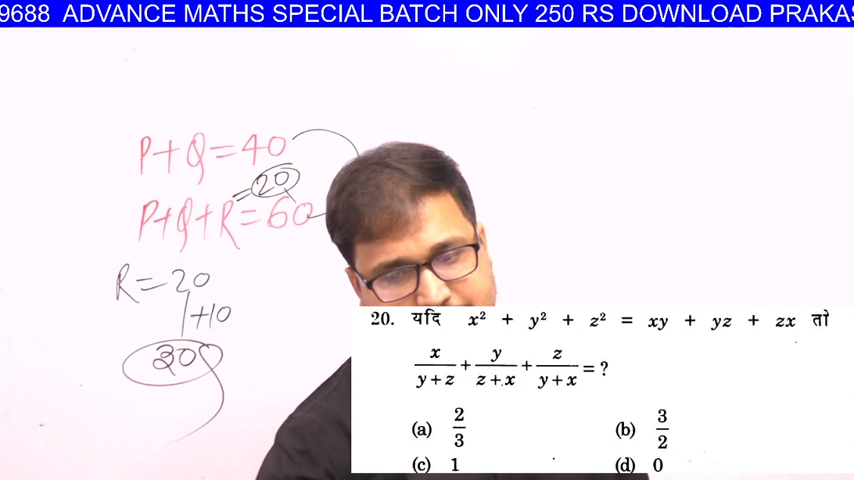 9688 ADVANCE MATHS SPECIAL BATCH ONLY 250 RS DOWNLOAD PRAKAS
P+Q=40
=20
P+Q+R=60
R=20
+10
30
20. यदि x² + y² + z² = xy + yz + zx तो
x/(y+z) + y/(z+x) + z/(y+x) = ?
(a) 2/3 (b) 3/2
(c) 1 (d) 0